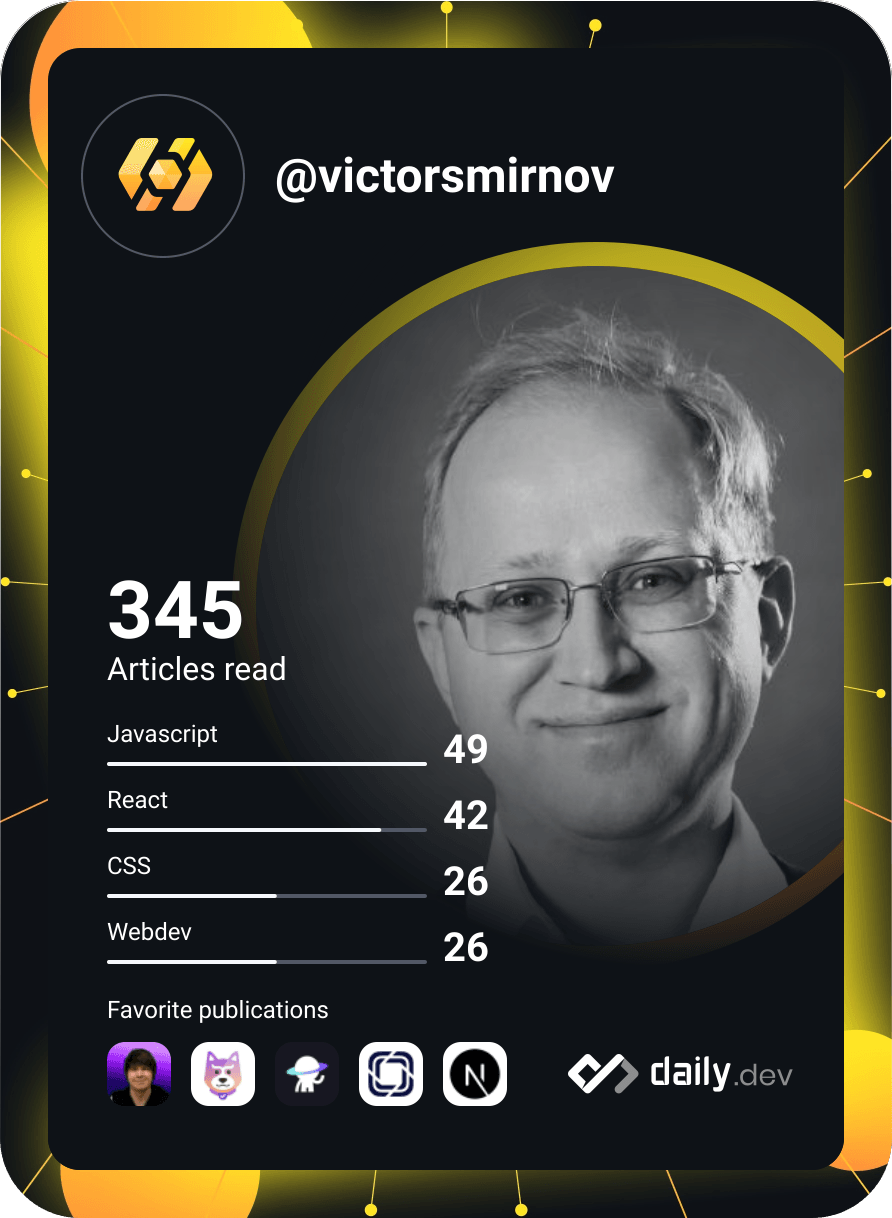 @victorsmirnov
345
Articles read
Javascript
49
React
42
CSS
26
Webdev
26
Favorite publications
N
daily.dev